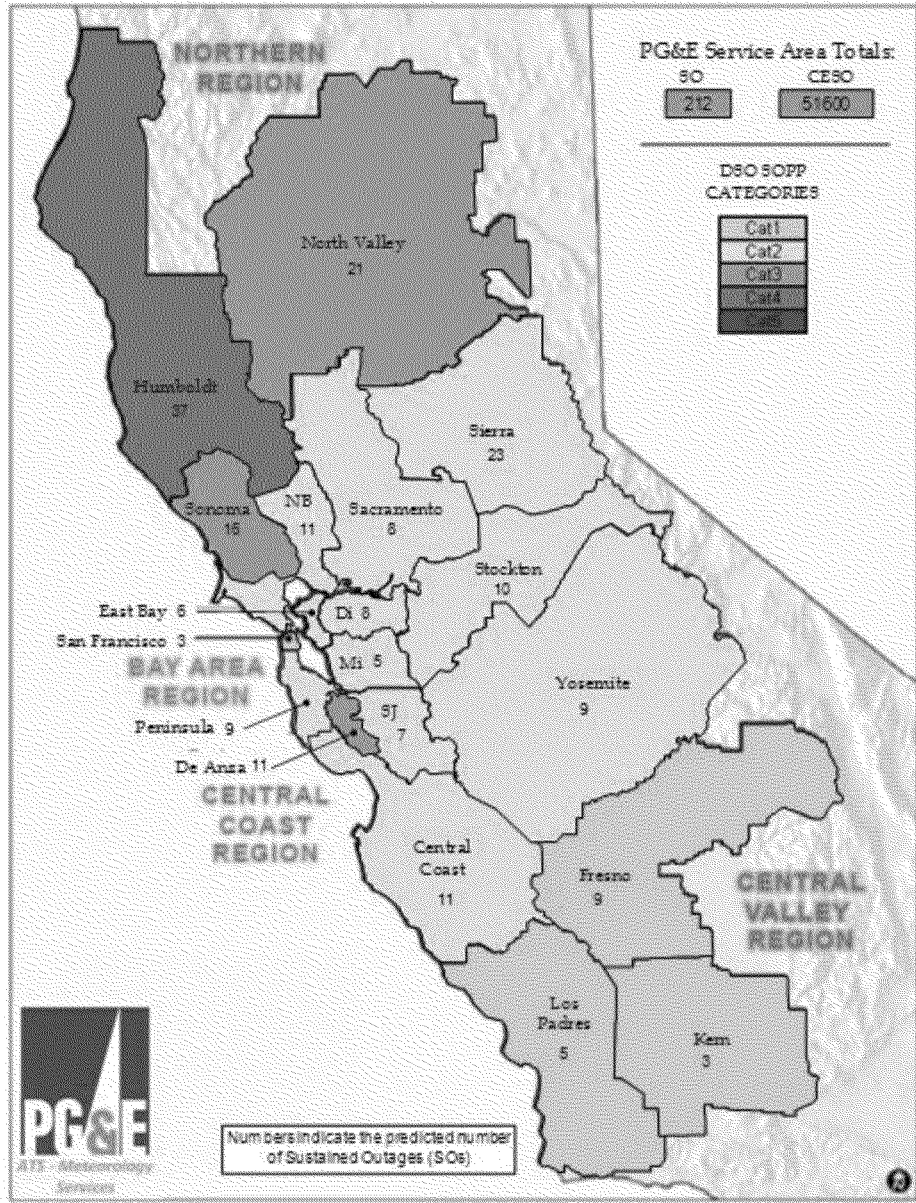 NORTHERN
REGION
PG&E Service Area Totals:
SO CESO
212 51600
DSO SOPP
CATEGORIES
Cat1
Cat2
Cat3
Cat4
Cat5
North Valley
21
Humboldt
37
Sierra
23
Sonoma
NB
11
Sacramento
8
Stockton
10
East Bay 6
Di 8
San Francisco 3
Mi 5
BAY AREA
REGION
Yosemite
9
Peninsula 9
SJ
7
De Anza 11
CENTRAL
COAST
REGION
Central
Coast
11
Fresno
9
CENTRAL
VALLEY
REGION
Los
Padres
5
Kern
3
PG&E
ATS - Meteorology
Services
Numbers indicate the predicted number
of Sustained Outages (SOs)